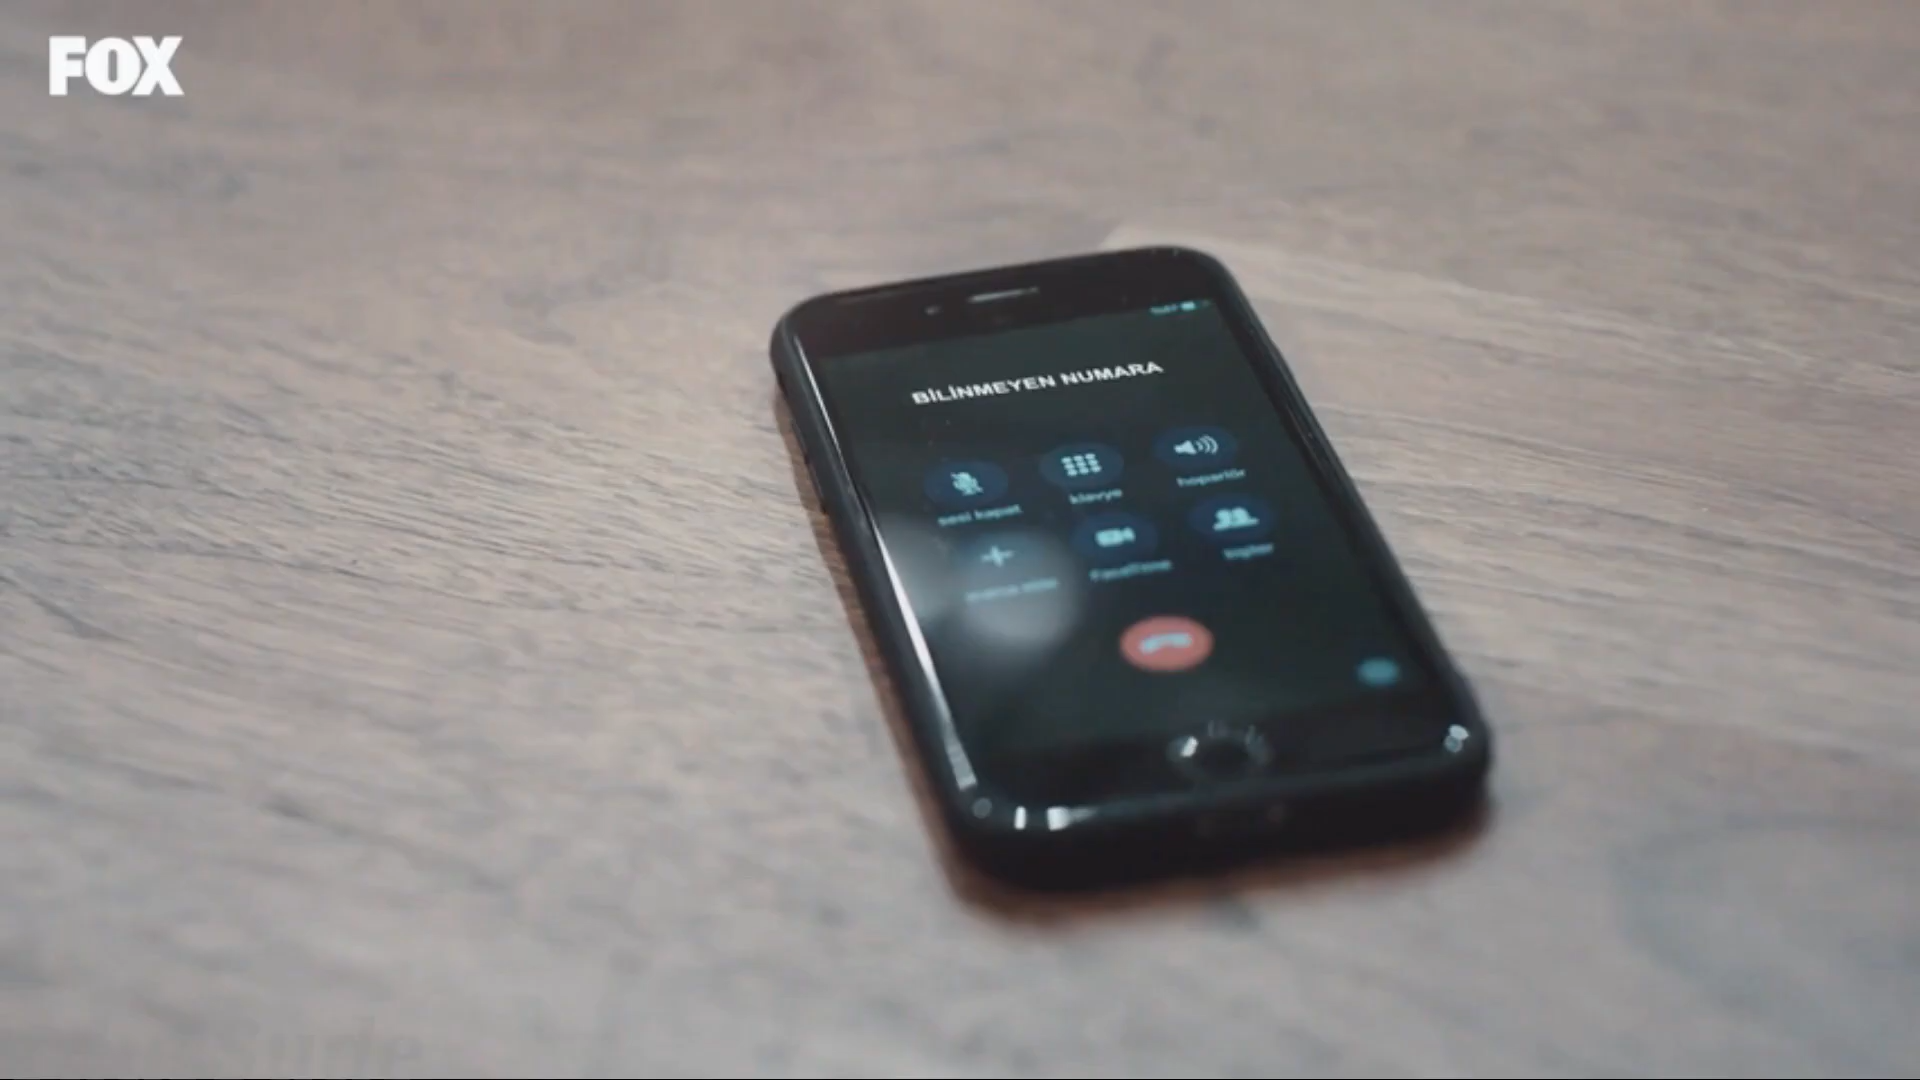 FOX
BİLİNMEYEN NUMARA
sesi kapat
klavye
hoparlör
FaceTime
kişiler